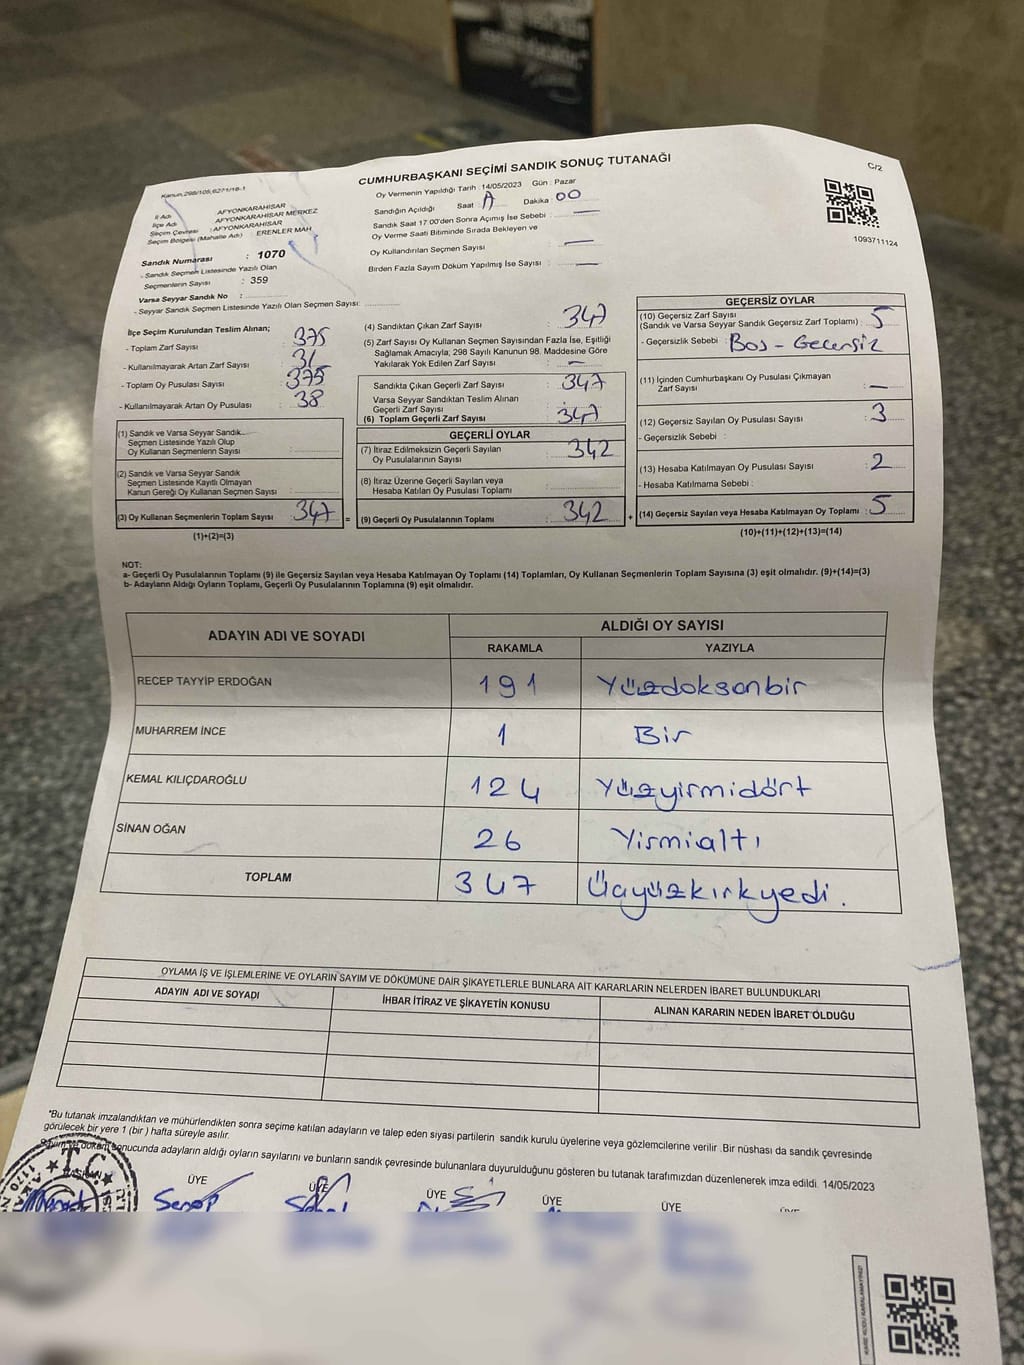 CUMHURBAŞKANI SEÇİMİ SANDIK SONUÇ TUTANAĞI
C/2
Kanun:298/105,6271/18-1
Oy Vermenin Yapıldığı Tarih : 14/05/2023 Gün : Pazar
Sandığın Açıldığı Saat A Dakika 00
Sandık Saat 17:00'den Sonra Açımış İse Sebebi : —
Oy Verme Saati Bitiminde Sırada Bekleyen ve
Oy Kullandırılan Seçmen Sayısı : —
Birden Fazla Sayım Döküm Yapılmış İse Sayısı : —
1093711124
İl Adı : AFYONKARAHİSAR
İlçe Adı : AFYONKARAHİSAR MERKEZ
Seçim Çevresi : AFYONKARAHİSAR
Seçim Bölgesi (Mahalle Adı) : ERENLER MAH
Sandık Numarası : 1070
- Sandık Seçmen Listesinde Yazılı Olan
Seçmenlerin Sayısı : 359
Varsa Seyyar Sandık No :
- Seyyar Sandık Seçmen Listesinde Yazılı Olan Seçmen Sayısı:
İlçe Seçim Kurulundan Teslim Alınan;
- Toplam Zarf Sayısı : 375
- Kullanılmayarak Artan Zarf Sayısı :
- Toplam Oy Pusulası Sayısı : 375
- Kullanılmayarak Artan Oy Pusulası : 38
(1) Sandık ve Varsa Seyyar Sandık
Seçmen Listesinde Yazılı Olup
Oy Kullanan Seçmenlerin Sayısı :
(2) Sandık ve Varsa Seyyar Sandık
Seçmen Listesinde Kayıtlı Olmayan
Kanun Gereği Oy Kullanan Seçmen Sayısı :
(3) Oy Kullanan Seçmenlerin Toplam Sayısı : 347 =
(1)+(2)=(3)
(4) Sandıktan Çıkan Zarf Sayısı : 347
(5) Zarf Sayısı Oy Kullanan Seçmen Sayısından Fazla İse, Eşitliği
Sağlamak Amacıyla; 298 Sayılı Kanunun 98. Maddesine Göre
Yakılarak Yok Edilen Zarf Sayısı : —
Sandıkta Çıkan Geçerli Zarf Sayısı : 347
Varsa Seyyar Sandıktan Teslim Alınan
Geçerli Zarf Sayısı :
(6) Toplam Geçerli Zarf Sayısı : 347
GEÇERLİ OYLAR
(7) İtiraz Edilmeksizin Geçerli Sayılan
Oy Pusulalarının Sayısı : 342
(8) İtiraz Üzerine Geçerli Sayılan veya
Hesaba Katılan Oy Pusulası Toplamı :
(9) Geçerli Oy Pusulalarının Toplamı : 342 +
GEÇERSİZ OYLAR
(10) Geçersiz Zarf Sayısı
(Sandık ve Varsa Seyyar Sandık Geçersiz Zarf Toplamı) : 5
- Geçersizlik Sebebi : Boş - Geçersiz
(11) İçinden Cumhurbaşkanı Oy Pusulası Çıkmayan
Zarf Sayısı : —
(12) Geçersiz Sayılan Oy Pusulası Sayısı : 3
- Geçersizlik Sebebi :
(13) Hesaba Katılmayan Oy Pusulası Sayısı : 2
- Hesaba Katılmama Sebebi :
(14) Geçersiz Sayılan veya Hesaba Katılmayan Oy Toplamı : 5
(10)+(11)+(12)+(13)=(14)
NOT:
a- Geçerli Oy Pusulalarının Toplamı (9) ile Geçersiz Sayılan veya Hesaba Katılmayan Oy Toplamı (14) Toplamları, Oy Kullanan Seçmenlerin Toplam Sayısına (3) eşit olmalıdır. (9)+(14)=(3)
b- Adayların Aldığı Oyların Toplamı, Geçerli Oy Pusulalarının Toplamına (9) eşit olmalıdır.
ADAYIN ADI VE SOYADI ALDIĞI OY SAYISI
RAKAMLA YAZIYLA
RECEP TAYYİP ERDOĞAN 191 Yüzdoksanbir
MUHARREM İNCE 1 Bir
KEMAL KILIÇDAROĞLU 124 Yüzyirmidört
SİNAN OĞAN 26 Yirmialtı
TOPLAM 347 Üçyüzkırkyedi.
OYLAMA İŞ VE İŞLEMLERİNE VE OYLARIN SAYIM VE DÖKÜMÜNE DAİR ŞİKAYETLERLE BUNLARA AİT KARARLARIN NELERDEN İBARET BULUNDUKLARI
ADAYIN ADI VE SOYADI İHBAR İTİRAZ VE ŞİKAYETİN KONUSU ALINAN KARARIN NEDEN İBARET OLDUĞU
*Bu tutanak imzalandıktan ve mühürlendikten sonra seçime katılan adayların ve talep eden siyasi partilerin sandık kurulu üyelerine veya gözlemcilerine verilir .Bir nüshası da sandık çevresinde
görülecek bir yere 1 (bir ) hafta süreyle asılır.
sonucunda adayların aldığı oyların sayılarını ve bunların sandık çevresinde bulunanlara duyurulduğunu gösteren bu tutanak tarafımızdan düzenlenerek imza edildi. 14/05/2023
T.C.
ÜYE ÜYE ÜYE ÜYE ÜYE